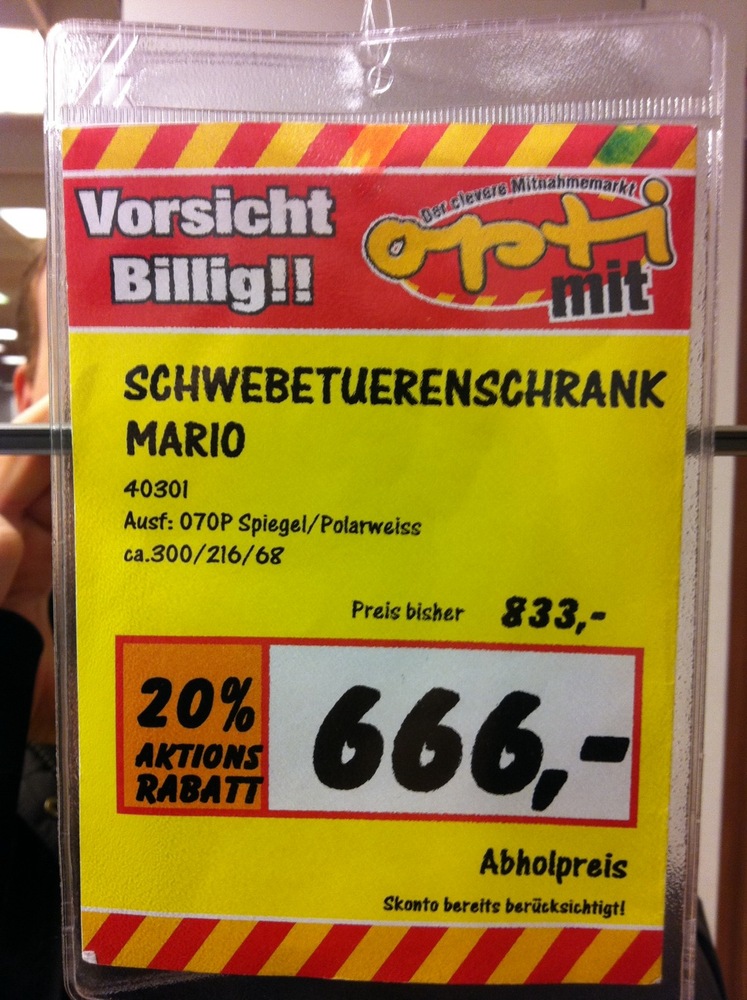 Vorsicht
Billig!!
Der clevere Mitnahmemarkt
opti
mit
SCHWEBETUERENSCHRANK
MARIO
40301
Ausf: 070P Spiegel/Polarweiss
ca.300/216/68
Preis bisher 833,-
20%
AKTIONS
RABATT
666,-
Abholpreis
Skonto bereits berücksichtigt!